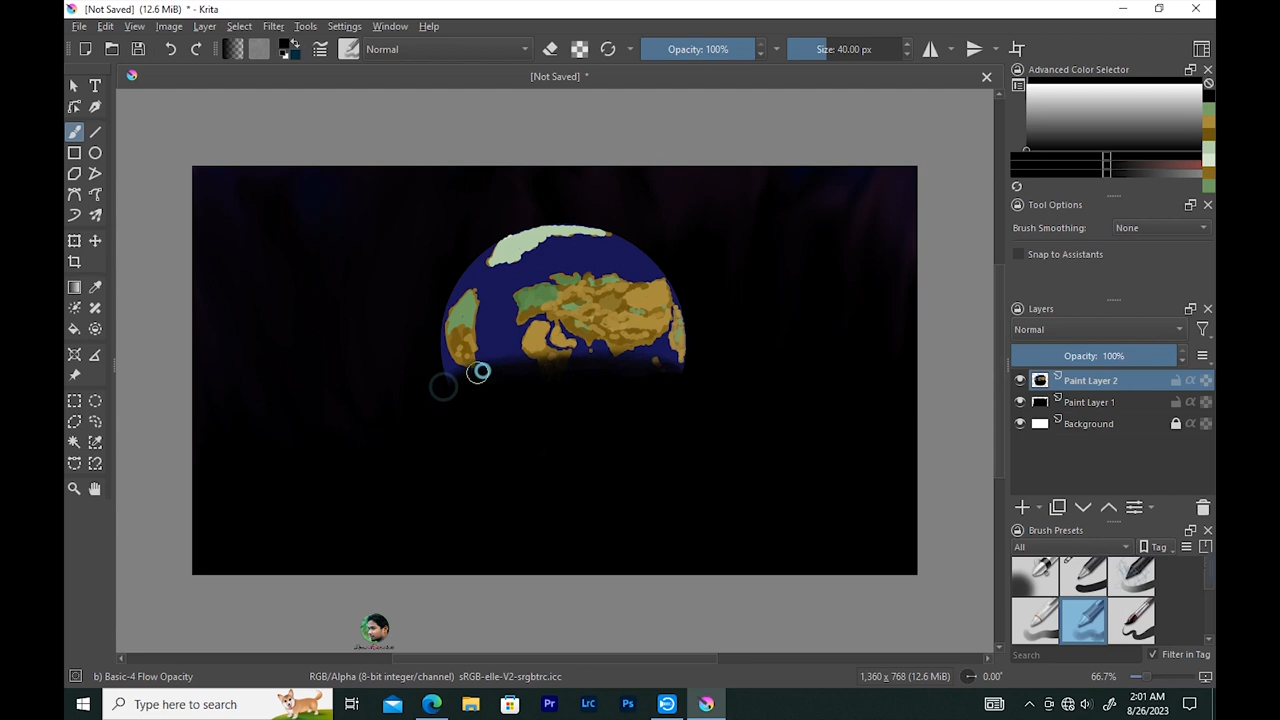 [Not Saved] (12.6 MiB) * - Krita
File Edit View Image Layer Select Filter Tools Settings Window Help
Normal
Opacity: 100%
Size: 40.00 px
[Not Saved] *
Advanced Color Selector
Tool Options
Brush Smoothing: None
Snap to Assistants
Layers
Normal
Opacity: 100%
Paint Layer 2
Paint Layer 1
Background
Brush Presets
All
Tag
Search
Filter in Tag
b) Basic-4 Flow Opacity
RGB/Alpha (8-bit integer/channel) sRGB-elle-V2-srgbtrc.icc
1,360 x 768 (12.6 MiB)
0.00°
66.7%
Type here to search
Pr
Lrc
Ps
2:01 AM
8/26/2023